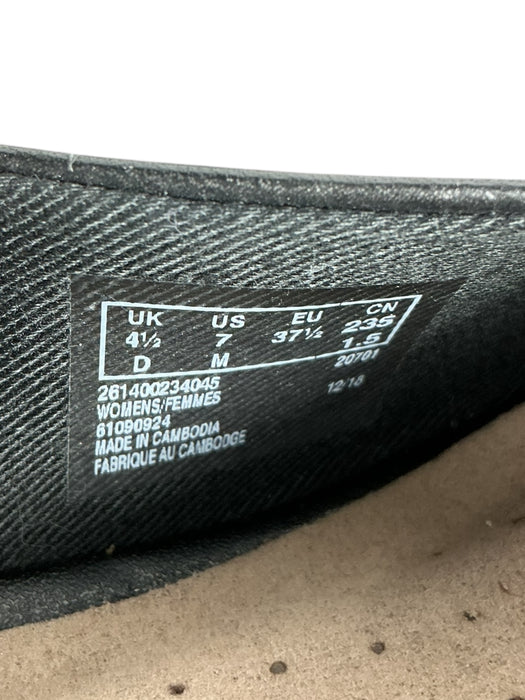 UK US EU CN
4½ 7 37½ 235
D M 1.5
20701
261400234045 12/18
WOMENS/FEMMES
61090924
MADE IN CAMBODIA
FABRIQUE AU CAMBODGE